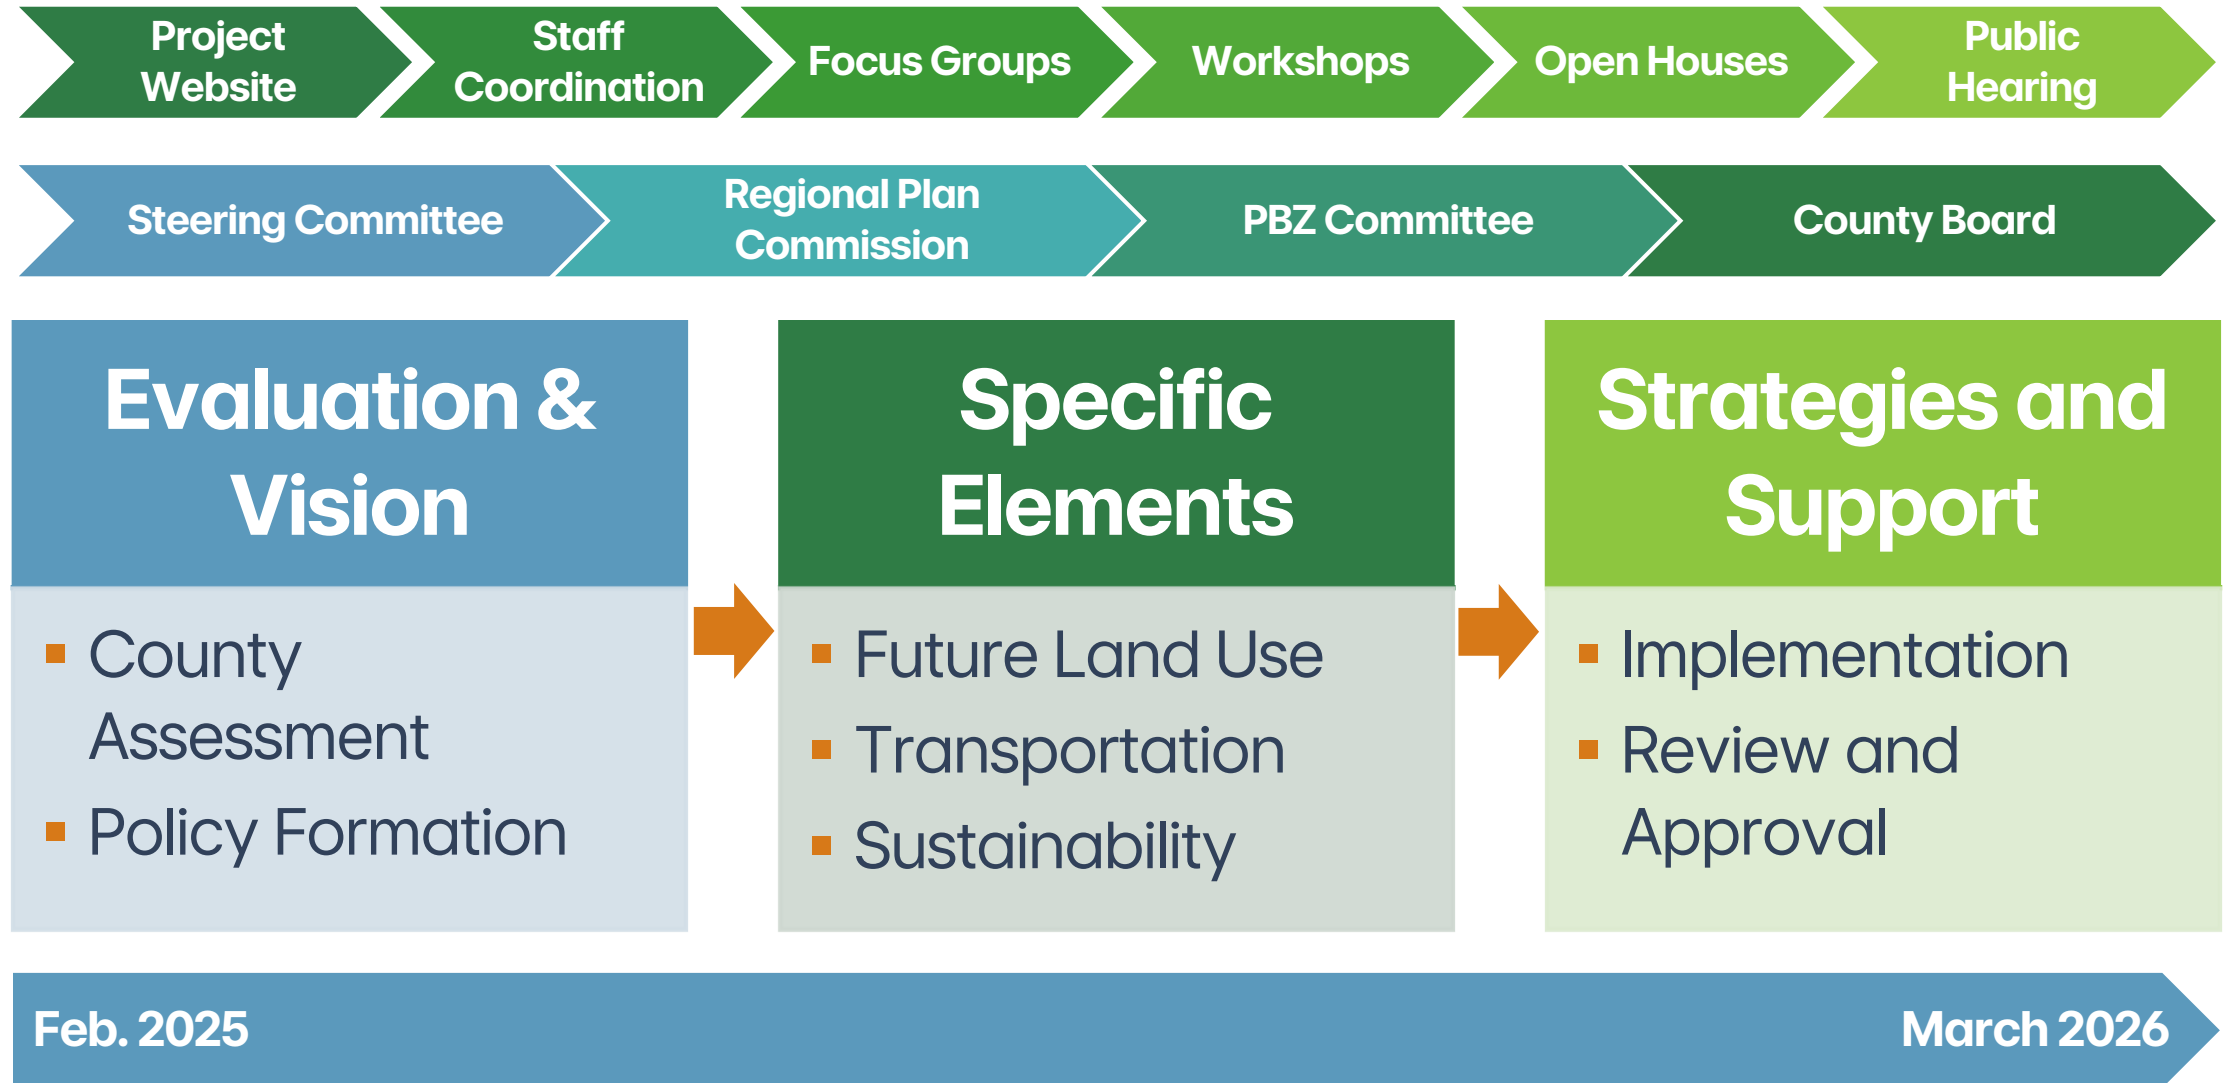 Project
Website
Staff
Coordination
Focus Groups
Workshops
Open Houses
Public
Hearing
Steering Committee
Regional Plan
Commission
PBZ Committee
County Board
Evaluation &
Vision
▪ County
Assessment
▪ Policy Formation
Specific
Elements
▪ Future Land Use
▪ Transportation
▪ Sustainability
Strategies and
Support
▪ Implementation
▪ Review and
Approval
Feb. 2025
March 2026